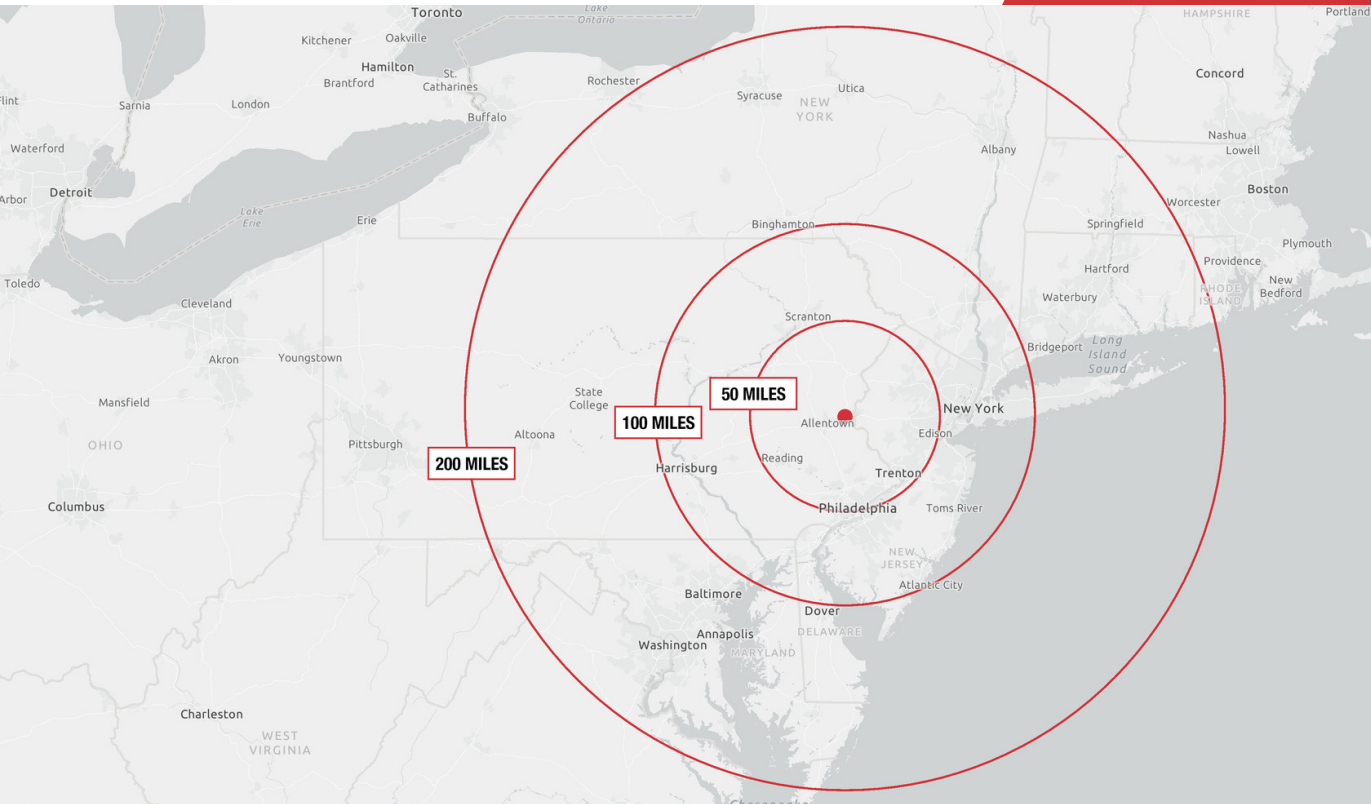 Toronto
Lake
Ontario
HAMPSHIRE
Portland
Kitchener
Oakville
Hamilton
Brantford
St.
Catharines
Rochester
Syracuse
Utica
NEW
YORK
Concord
Flint
Sarnia
London
Buffalo
Nashua
Lowell
Waterford
Albany
Detroit
Arbor
Boston
Worcester
Lake
Erie
Erie
Binghamton
Springfield
Plymouth
Toledo
Hartford
Providence
New
Bedford
RHODE
ISLAND
Cleveland
Waterbury
Scranton
Akron
Youngstown
Bridgeport
Long
Island
Sound
Mansfield
State
College
50 MILES
New York
100 MILES
Allentown
OHIO
Pittsburgh
Altoona
Edison
200 MILES
Harrisburg
Reading
Trenton
Columbus
Philadelphia
Toms River
NEW
JERSEY
Baltimore
Atlantic City
Dover
Annapolis
DELAWARE
Washington
MARYLAND
Charleston
WEST
VIRGINIA
Chesapeake